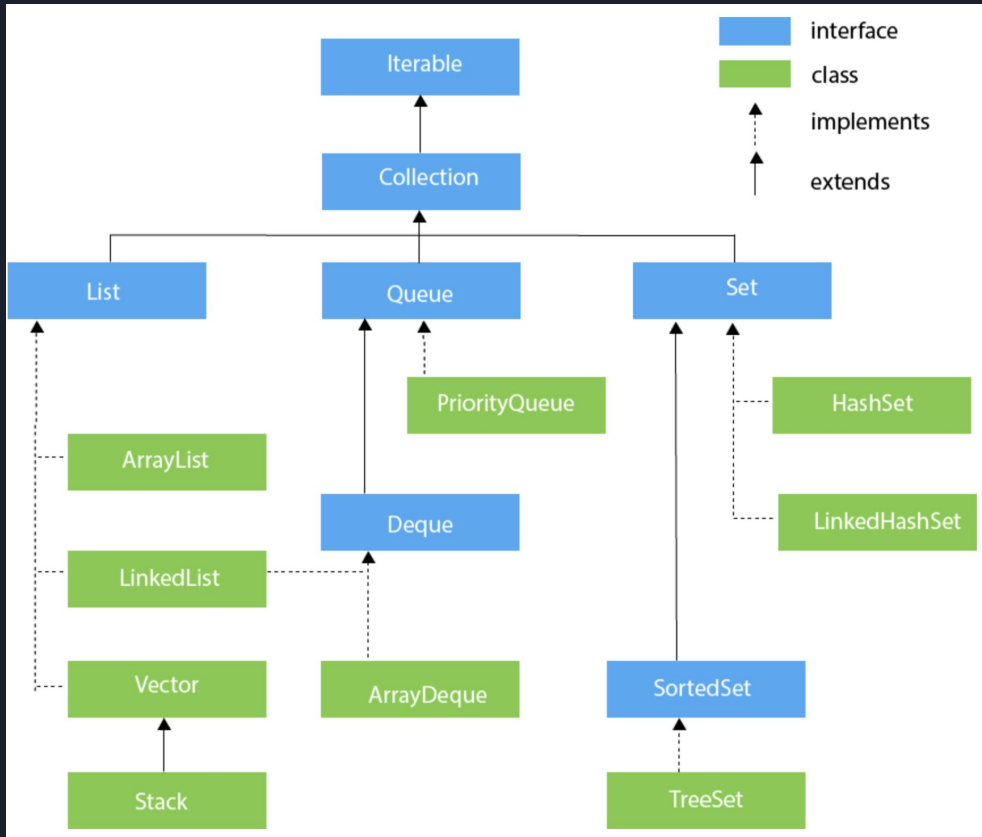 interface
Iterable
class
implements
Collection
extends
List
Queue
Set
PriorityQueue
HashSet
ArrayList
Deque
LinkedHashSet
LinkedList
Vector
ArrayDeque
SortedSet
Stack
TreeSet